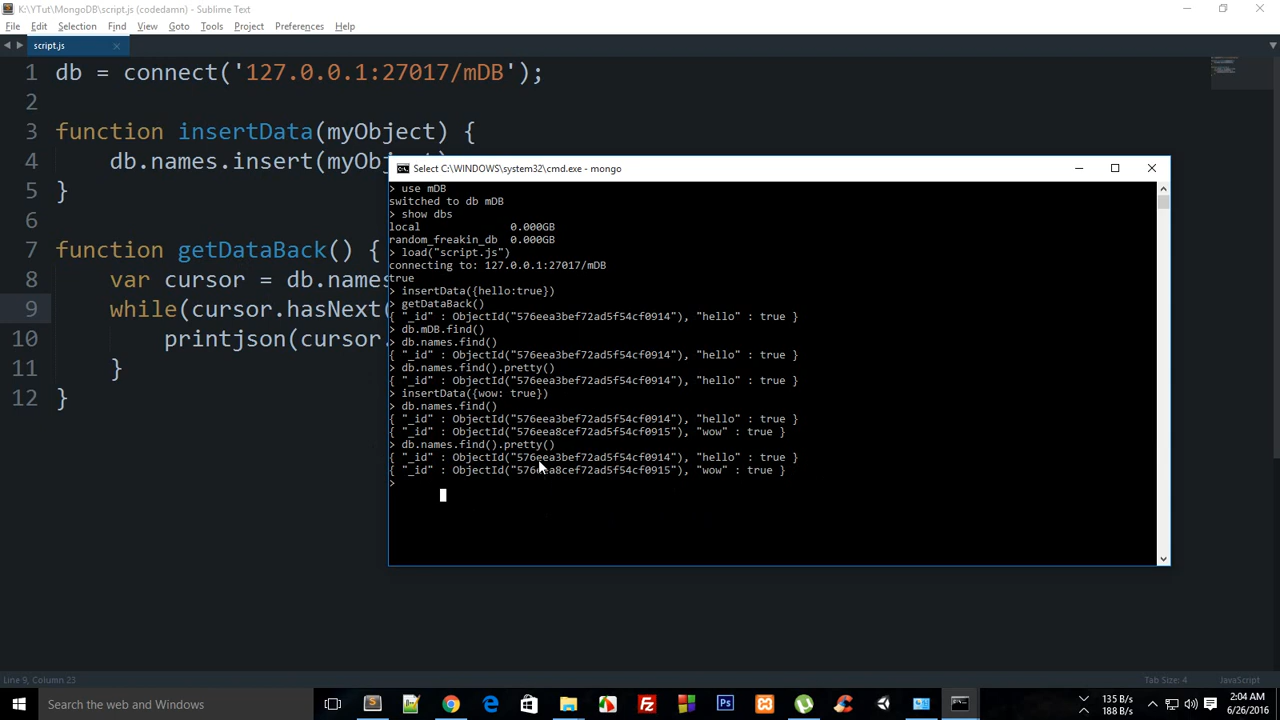 K:\YTut\MongoDB\script.js (codedamn) - Sublime Text
File Edit Selection Find View Goto Tools Project Preferences Help
script.js
1 db = connect('127.0.0.1:27017/mDB');
2
3 function insertData(myObject) {
4 db.names.insert(myObject)
5 }
6
7 function getDataBack() {
8 var cursor = db.names
9 while(cursor.hasNext(
10 printjson(cursor.
11 }
12 }
Select C:\WINDOWS\system32\cmd.exe - mongo
> use mDB
switched to db mDB
> show dbs
local 0.000GB
random_freakin_db 0.000GB
> load("script.js")
connecting to: 127.0.0.1:27017/mDB
true
> insertData({hello:true})
> getDataBack()
{ "_id" : ObjectId("576eea3bef72ad5f54cf0914"), "hello" : true }
> db.mDB.find()
> db.names.find()
{ "_id" : ObjectId("576eea3bef72ad5f54cf0914"), "hello" : true }
> db.names.find().pretty()
{ "_id" : ObjectId("576eea3bef72ad5f54cf0914"), "hello" : true }
> insertData({wow: true})
> db.names.find()
{ "_id" : ObjectId("576eea3bef72ad5f54cf0914"), "hello" : true }
{ "_id" : ObjectId("576eea8cef72ad5f54cf0915"), "wow" : true }
> db.names.find().pretty()
{ "_id" : ObjectId("576eea3bef72ad5f54cf0914"), "hello" : true }
{ "_id" : ObjectId("576eea8cef72ad5f54cf0915"), "wow" : true }
>
Line 9, Column 23
Tab Size: 4
JavaScript
Search the web and Windows
135 B/s
188 B/s
2:04 AM
6/26/2016